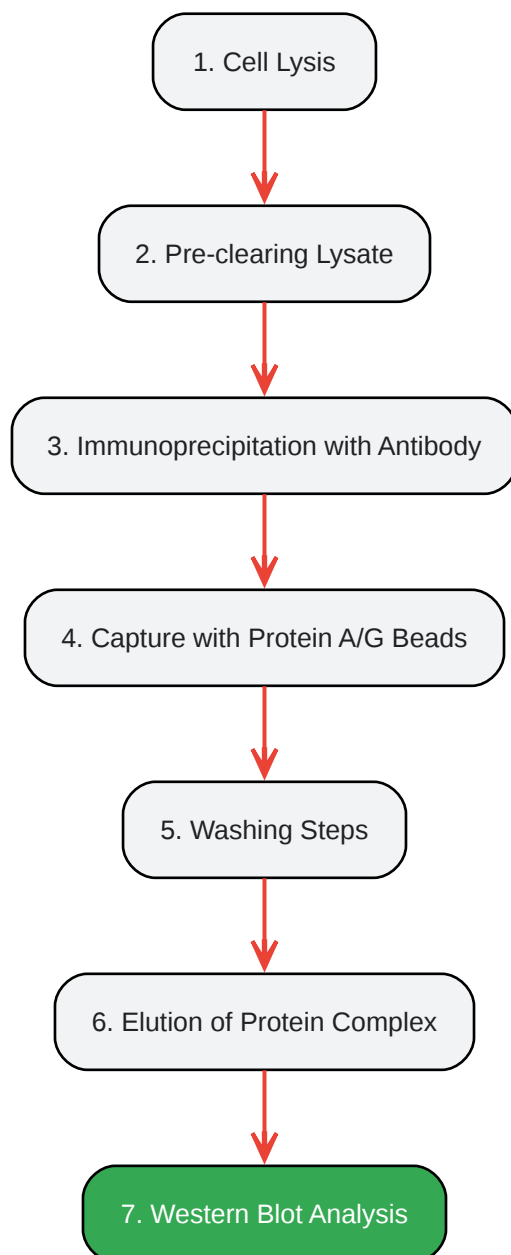 1. Cell Lysis
2. Pre-clearing Lysate
3. Immunoprecipitation with Antibody
4. Capture with Protein A/G Beads
5. Washing Steps
6. Elution of Protein Complex
7. Western Blot Analysis